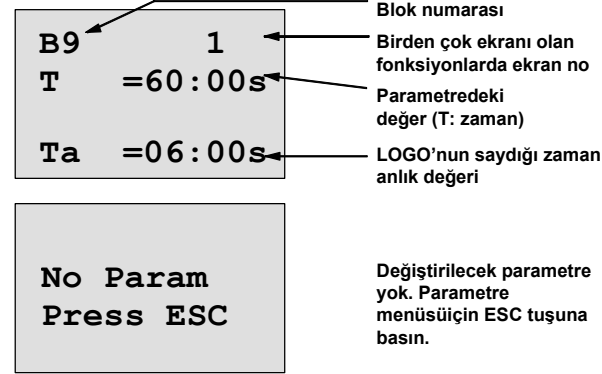 Blok numarası
B9 1
Birden çok ekranı olan
fonksiyonlarda ekran no
T =60:00s
Parametredeki
değer (T: zaman)
Ta =06:00s
LOGO’nun saydığı zaman
anlık değeri
No Param
Press ESC
Değiştirilecek parametre
yok. Parametre
menüsüiçin ESC tuşuna
basın.